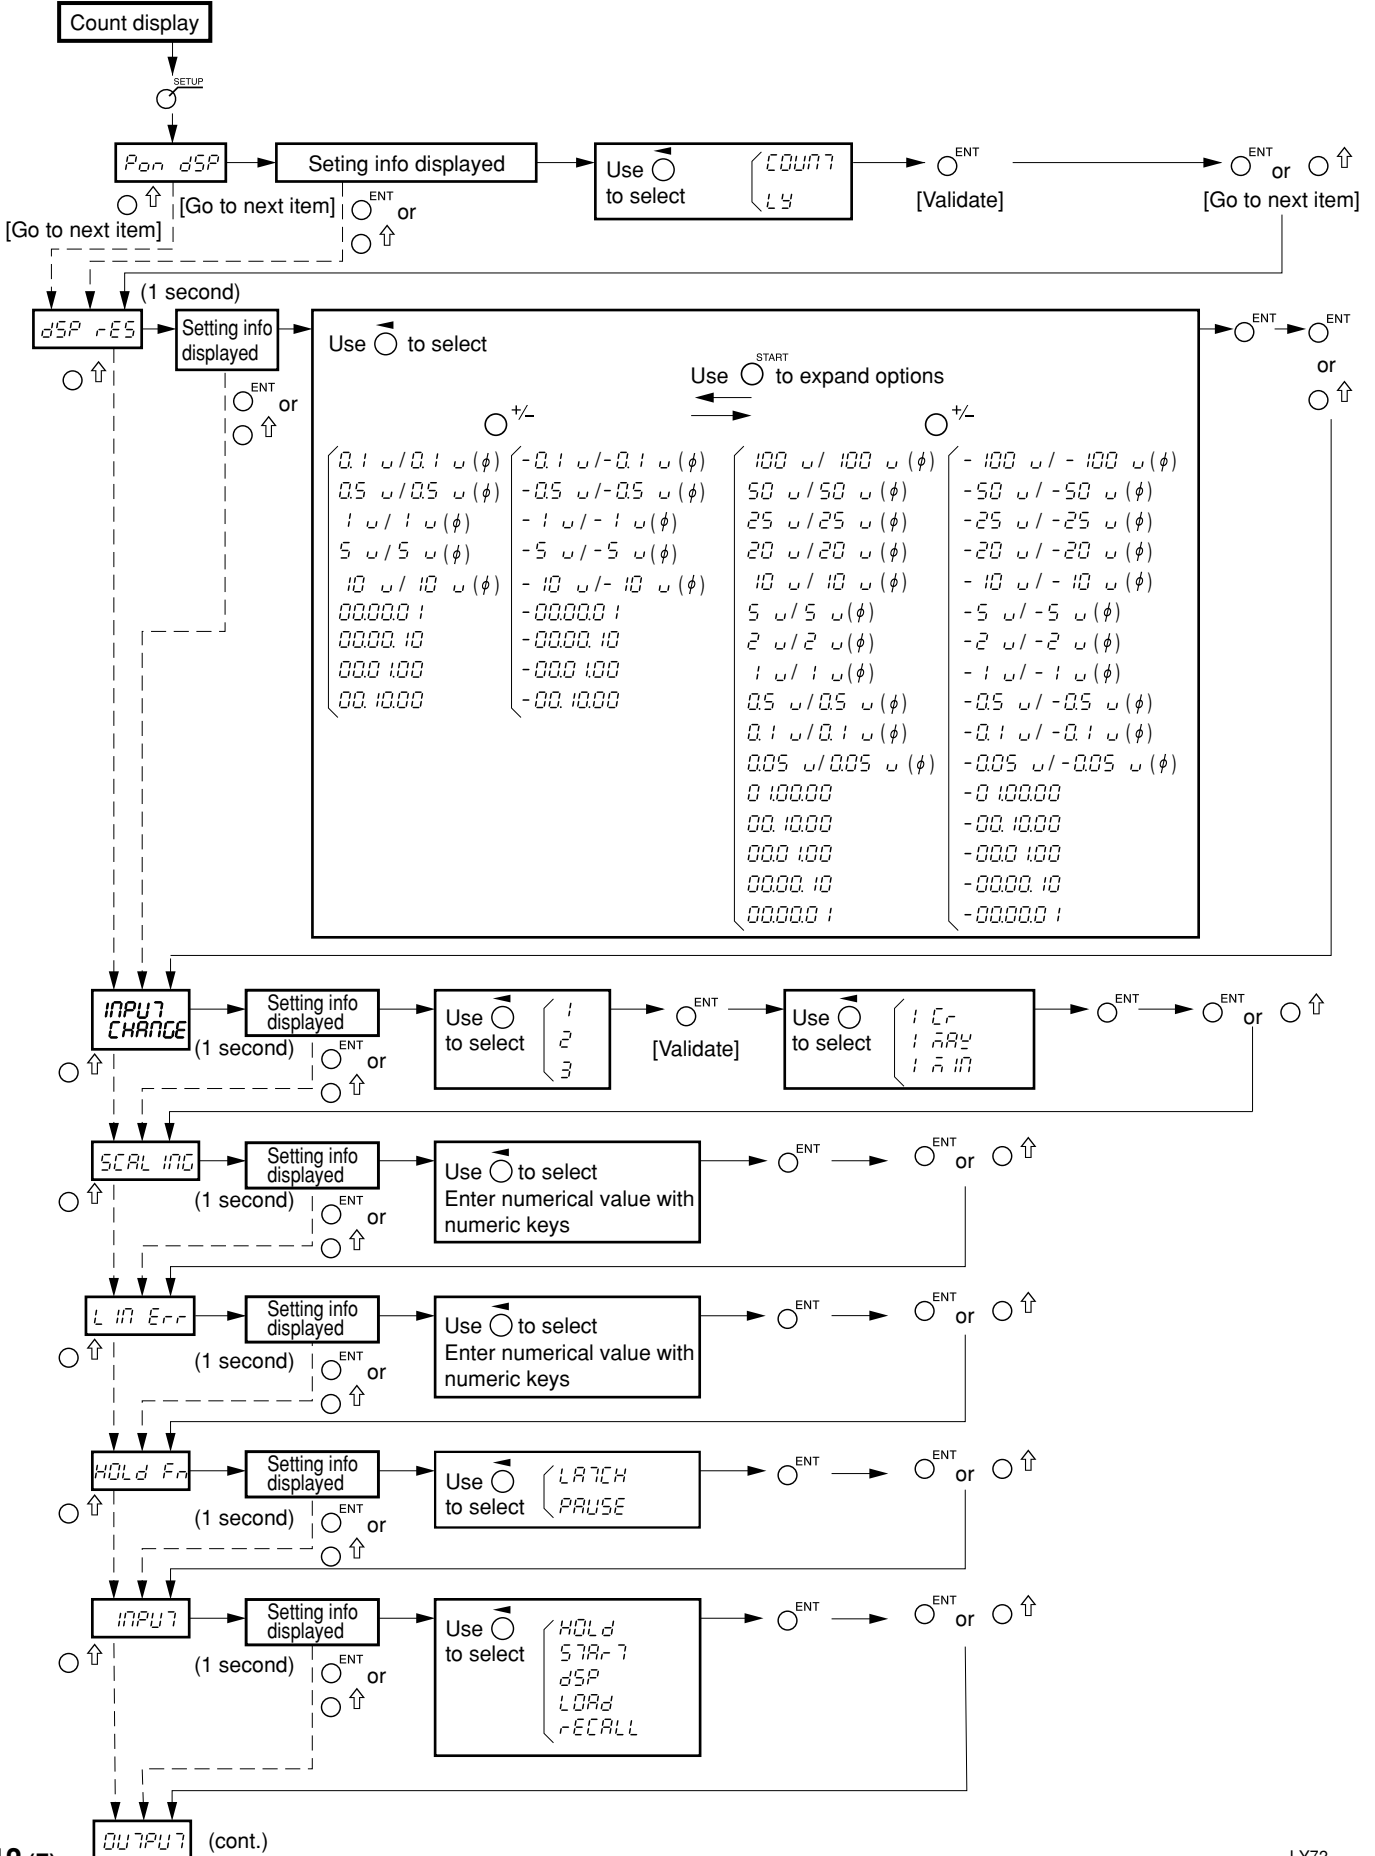 Count display
SETUP
Pon dSP
Seting info displayed
Use to select
COUNT
LY
ENT
[Validate]
ENT or
[Go to next item]
[Go to next item]
[Go to next item]
ENT or
(1 second)
dSP rES
Setting info displayed
ENT or
Use to select
START
Use to expand options
+/–
+/–
0.1 u/0.1 u (ϕ)
0.5 u/0.5 u (ϕ)
1 u/ 1 u (ϕ)
5 u/5 u (ϕ)
10 u/ 10 u (ϕ)
00.00.01
00.00.10
00.01.00
00.10.00
-0.1 u/-0.1 u (ϕ)
-0.5 u/-0.5 u (ϕ)
- 1 u/- 1 u (ϕ)
-5 u/-5 u (ϕ)
- 10 u/- 10 u (ϕ)
-00.00.01
-00.00.10
-00.01.00
-00.10.00
100 u/ 100 u (ϕ)
50 u/50 u (ϕ)
25 u/25 u (ϕ)
20 u/20 u (ϕ)
10 u/ 10 u (ϕ)
5 u/5 u (ϕ)
2 u/2 u (ϕ)
1 u/ 1 u (ϕ)
0.5 u/0.5 u (ϕ)
0.1 u/0.1 u (ϕ)
0.05 u/0.05 u (ϕ)
01.00.00
00.10.00
00.01.00
00.00.10
00.00.01
- 100 u/ - 100 u (ϕ)
-50 u/ -50 u (ϕ)
-25 u/ -25 u (ϕ)
-20 u/ -20 u (ϕ)
- 10 u/ - 10 u (ϕ)
-5 u/ -5 u (ϕ)
-2 u/ -2 u (ϕ)
- 1 u/ - 1 u (ϕ)
-0.5 u/ -0.5 u (ϕ)
-0.1 u/ -0.1 u (ϕ)
-0.05 u/ -0.05 u (ϕ)
-01.00.00
-00.10.00
-00.01.00
-00.00.10
-00.00.01
ENT
ENT
or
INPUT
CHANGE
(1 second)
Setting info
displayed
ENT or
Use
to select
1
2
3
ENT
[Validate]
Use
to select
1 Cr
1 MAX
1 MIN
ENT
ENT or
SCALING
(1 second)
Setting info
displayed
ENT or
Use to select
Enter numerical value with
numeric keys
ENT
ENT or
LIN Err
(1 second)
Setting info
displayed
ENT or
Use to select
Enter numerical value with
numeric keys
ENT
ENT or
HOLd Fn
(1 second)
Setting info
displayed
ENT or
Use
to select
LATCH
PAUSE
ENT
ENT or
INPUT
(1 second)
Setting info
displayed
ENT or
Use
to select
HOLd
STArT
dSP
LOAd
rECALL
ENT
ENT or
OUTPUT
(cont.)